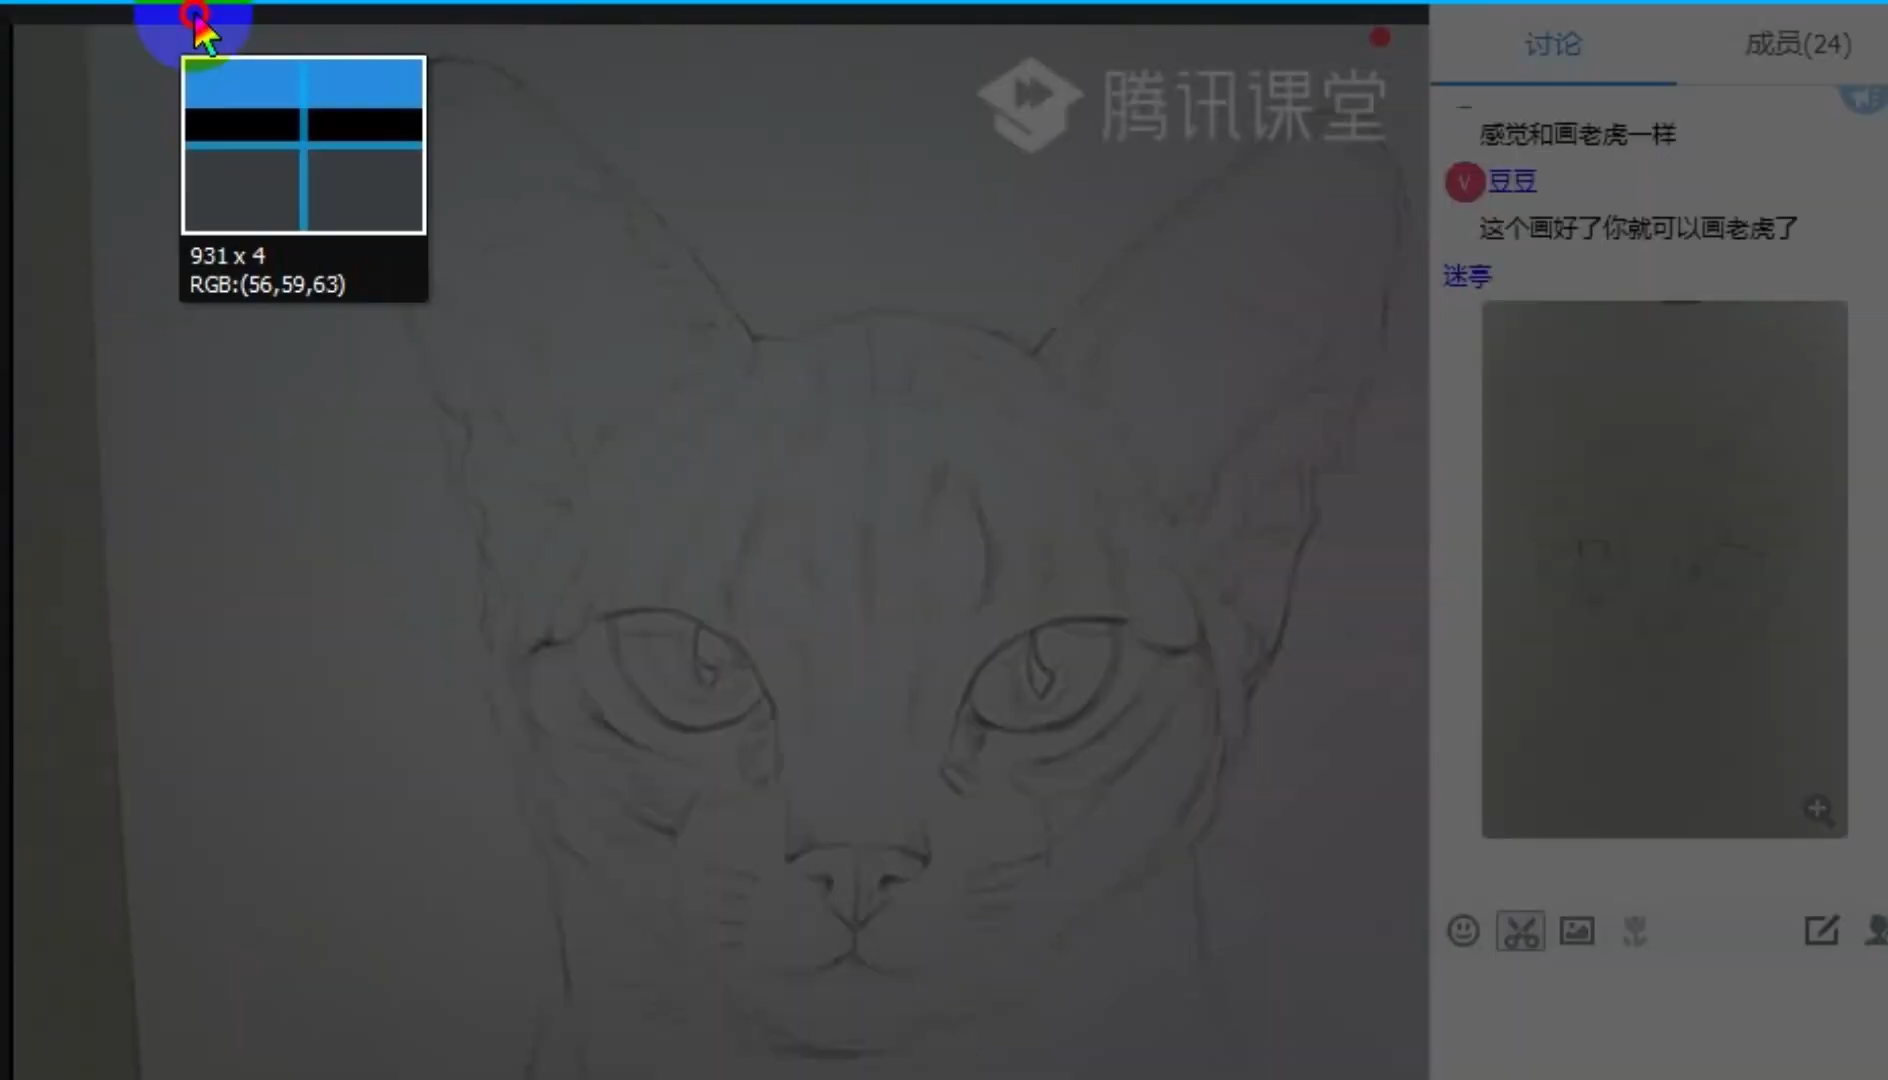 腾讯课堂
931 x 4
RGB:(56,59,63)
讨论
成员(24)
感觉和画老虎一样
V
豆豆
这个画好了你就可以画老虎了
迷亭